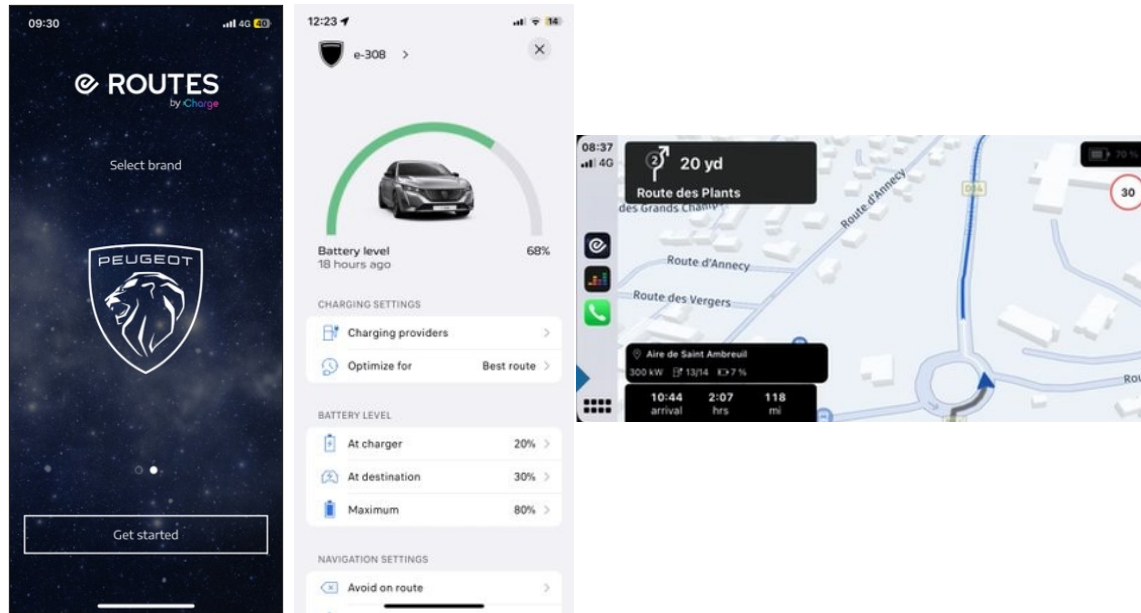 09:30
4G 40
ROUTES
by iCharge
Select brand
PEUGEOT
Get started
12:23
14
e-308 >
Battery level
68%
18 hours ago
CHARGING SETTINGS
Charging providers >
Optimize for Best route >
BATTERY LEVEL
At charger 20% >
At destination 30% >
Maximum 80% >
NAVIGATION SETTINGS
Avoid on route >
08:37
4G
2 20 yd
Route des Plants
des Grands
Route d'Annecy
Route d'Annecy
Route des Vergers
70 %
30
Aire de Saint Ambreuil
300 kW 13/14 7 %
10:44 2:07 118
arrival hrs mi